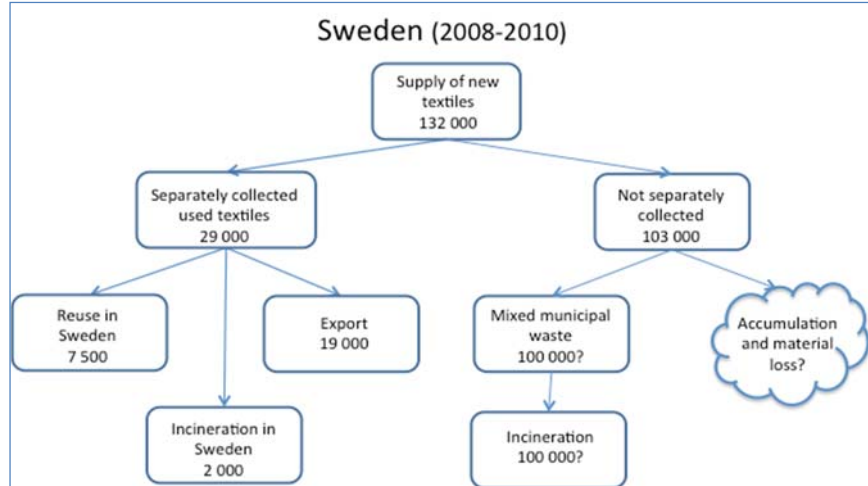 Sweden (2008-2010)
Supply of new
textiles
132 000
Separately collected
used textiles
29 000
Not separately
collected
103 000
Reuse in
Sweden
7 500
Export
19 000
Mixed municipal
waste
100 000?
Accumulation
and material
loss?
Incineration in
Sweden
2 000
Incineration
100 000?